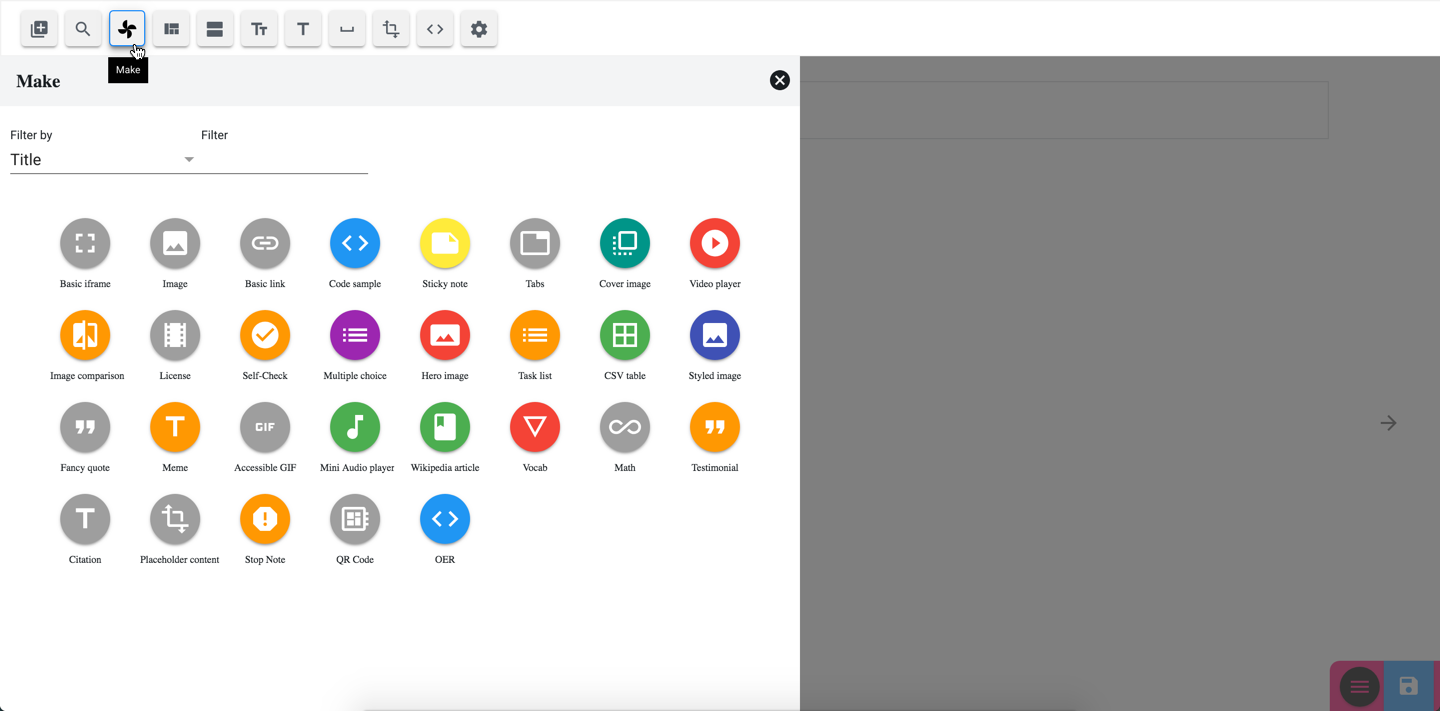 Make
Make
Filter by
Filter
Title
Basic iframe
Image
Basic link
Code sample
Sticky note
Tabs
Cover image
Video player
Image comparison
License
Self-Check
Multiple choice
Hero image
Task list
CSV table
Styled image
GIF
Fancy quote
Meme
Accessible GIF
Mini Audio player
Wikipedia article
Vocab
Math
Testimonial
Citation
Placeholder content
Stop Note
QR Code
OER